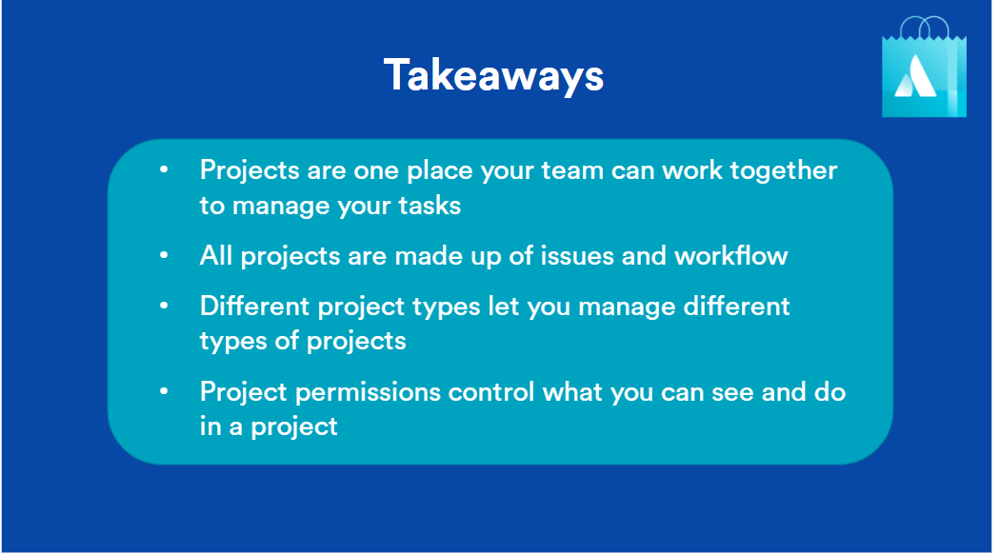 Takeaways
• Projects are one place your team can work together
to manage your tasks
• All projects are made up of issues and workflow
• Different project types let you manage different
types of projects
• Project permissions control what you can see and do
in a project